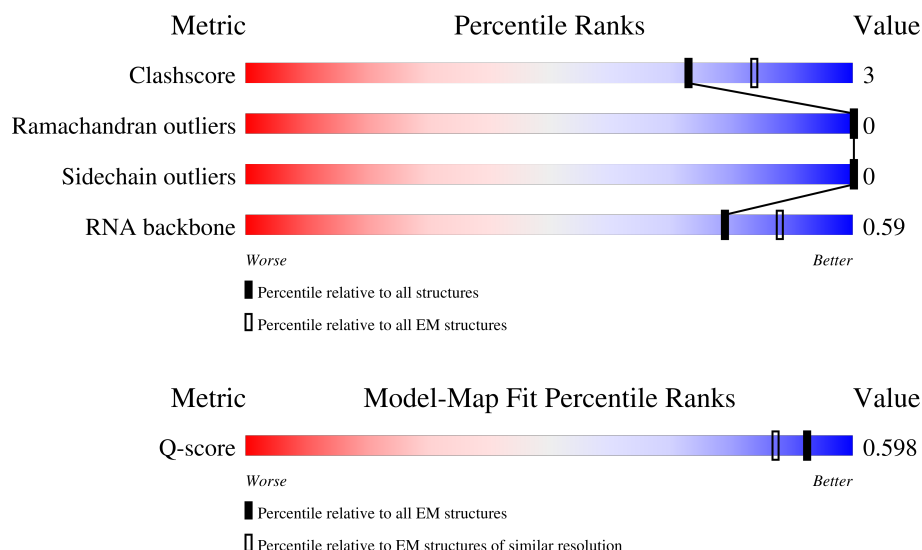 Metric Percentile Ranks Value
Clashscore 3
Ramachandran outliers 0
Sidechain outliers 0
RNA backbone 0.59
Worse Better
Percentile relative to all structures
Percentile relative to all EM structures
Metric Model-Map Fit Percentile Ranks Value
Q-score 0.598
Worse Better
Percentile relative to all EM structures
Percentile relative to EM structures of similar resolution